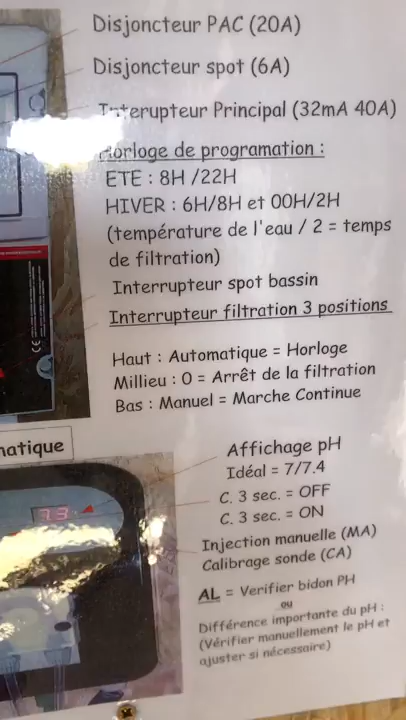 Disjoncteur PAC (20A)
Disjoncteur spot (6A)
Interupteur Principal (32mA 40A)
Horloge de programation :
ETE : 8H /22H
HIVER : 6H/8H et 00H/2H
(température de l'eau / 2 = temps
de filtration)
Interrupteur spot bassin
Interrupteur filtration 3 positions
Haut : Automatique = Horloge
Millieu : 0 = Arrêt de la filtration
Bas : Manuel = Marche Continue
matique
Affichage pH
Idéal = 7/7.4
7.3
C. 3 sec. = OFF
C. 3 sec. = ON
Injection manuelle (MA)
Calibrage sonde (CA)
AL = Verifier bidon PH
ou
Différence importante du pH :
(Vérifier manuellement le pH et
ajuster si nécessaire)